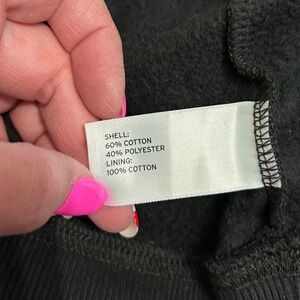 SHELL:
60% COTTON
40% POLYESTER
LINING:
100% COTTON